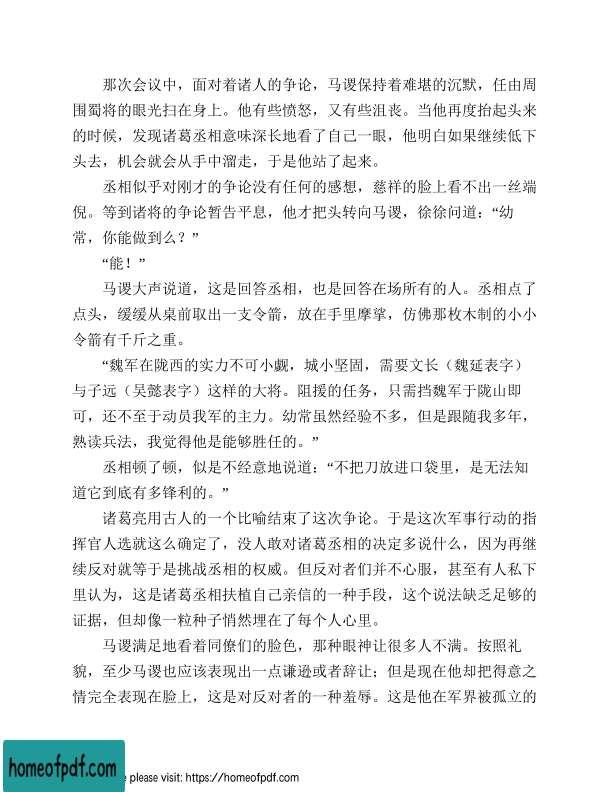 那次会议中，面对着诸人的争论，马谡保持着难堪的沉默，任由周
围蜀将的眼光扫在身上。他有些愤怒，又有些沮丧。当他再度抬起头来
的时候，发现诸葛丞相意味深长地看了自己一眼，他明白如果继续低下
头去，机会就会从手中溜走，于是他站了起来。
丞相似乎对刚才的争论没有任何的感想，慈祥的脸上看不出一丝端
倪。等到诸将的争论暂告平息，他才把头转向马谡，徐徐问道：“幼
常，你能做到么？”
“能！”
马谡大声说道，这是回答丞相，也是回答在场所有的人。丞相点了
点头，缓缓从桌前取出一支令箭，放在手里摩挲，仿佛那枚木制的小小
令箭有千斤之重。
“魏军在陇西的实力不可小觑，城小坚固，需要文长（魏延表字）
与子远（吴懿表字）这样的大将。阻援的任务，只需挡魏军于陇山即
可，还不至于动员我军的主力。幼常虽然经验不多，但是跟随我多年，
熟读兵法，我觉得他是能够胜任的。”
丞相顿了顿，似是不经意地说道：“不把刀放进口袋里，是无法知
道它到底有多锋利的。”
诸葛亮用古人的一个比喻结束了这次争论。于是这次军事行动的指
挥官人选就这么确定了，没人敢对诸葛丞相的决定多说什么，因为再继
续反对就等于是挑战丞相的权威。但反对者们并不心服，甚至有人私下
里认为，这是诸葛丞相扶植自己亲信的一种手段，这个说法缺乏足够的
证据，但却像一粒种子悄然埋在了每个人心里。
马谡满足地看着同僚们的脸色，那种眼神让很多人不满。按照礼
貌，至少马谡也应该表现出一点谦逊或者辞让；但是现在他却把得意之
情完全表现在脸上，这是对反对者的一种羞辱。这是他在军界被孤立的
homeofpdf.com
e please visit: https://homeofpdf.com